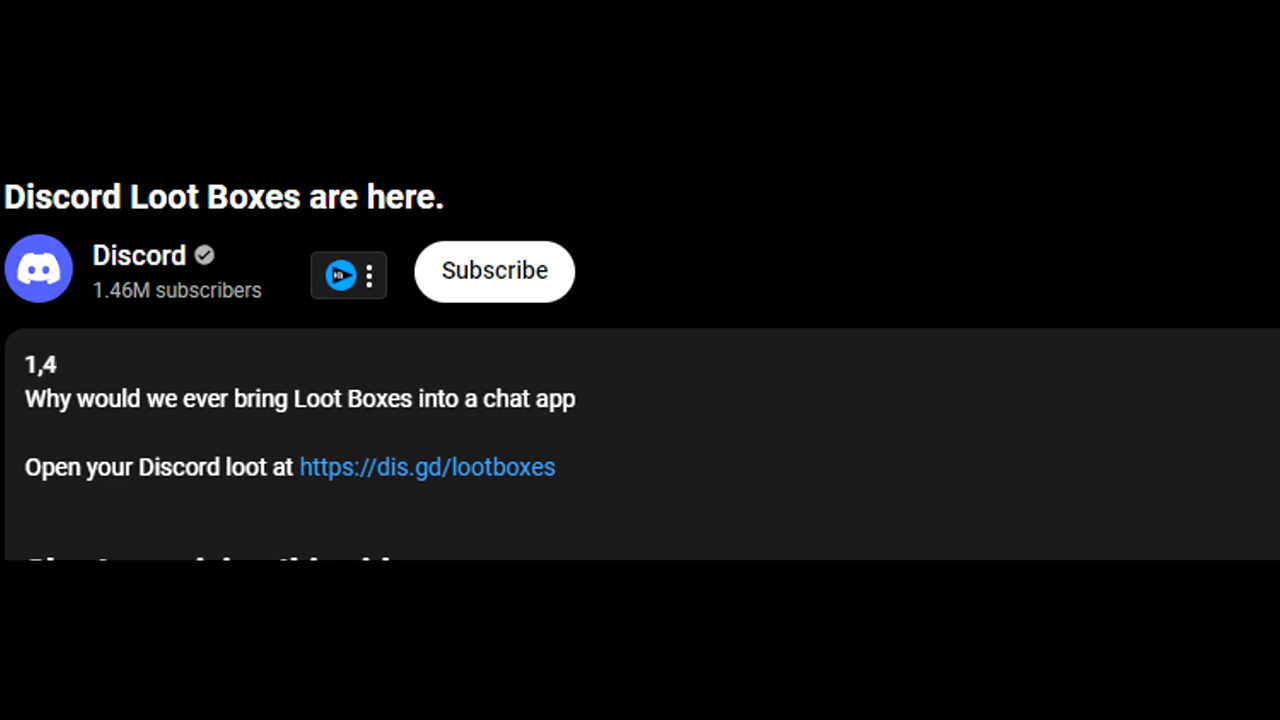 Discord Loot Boxes are here.
Discord
1.46M subscribers
Subscribe
1,4
Why would we ever bring Loot Boxes into a chat app
Open your Discord loot at https://dis.gd/lootboxes